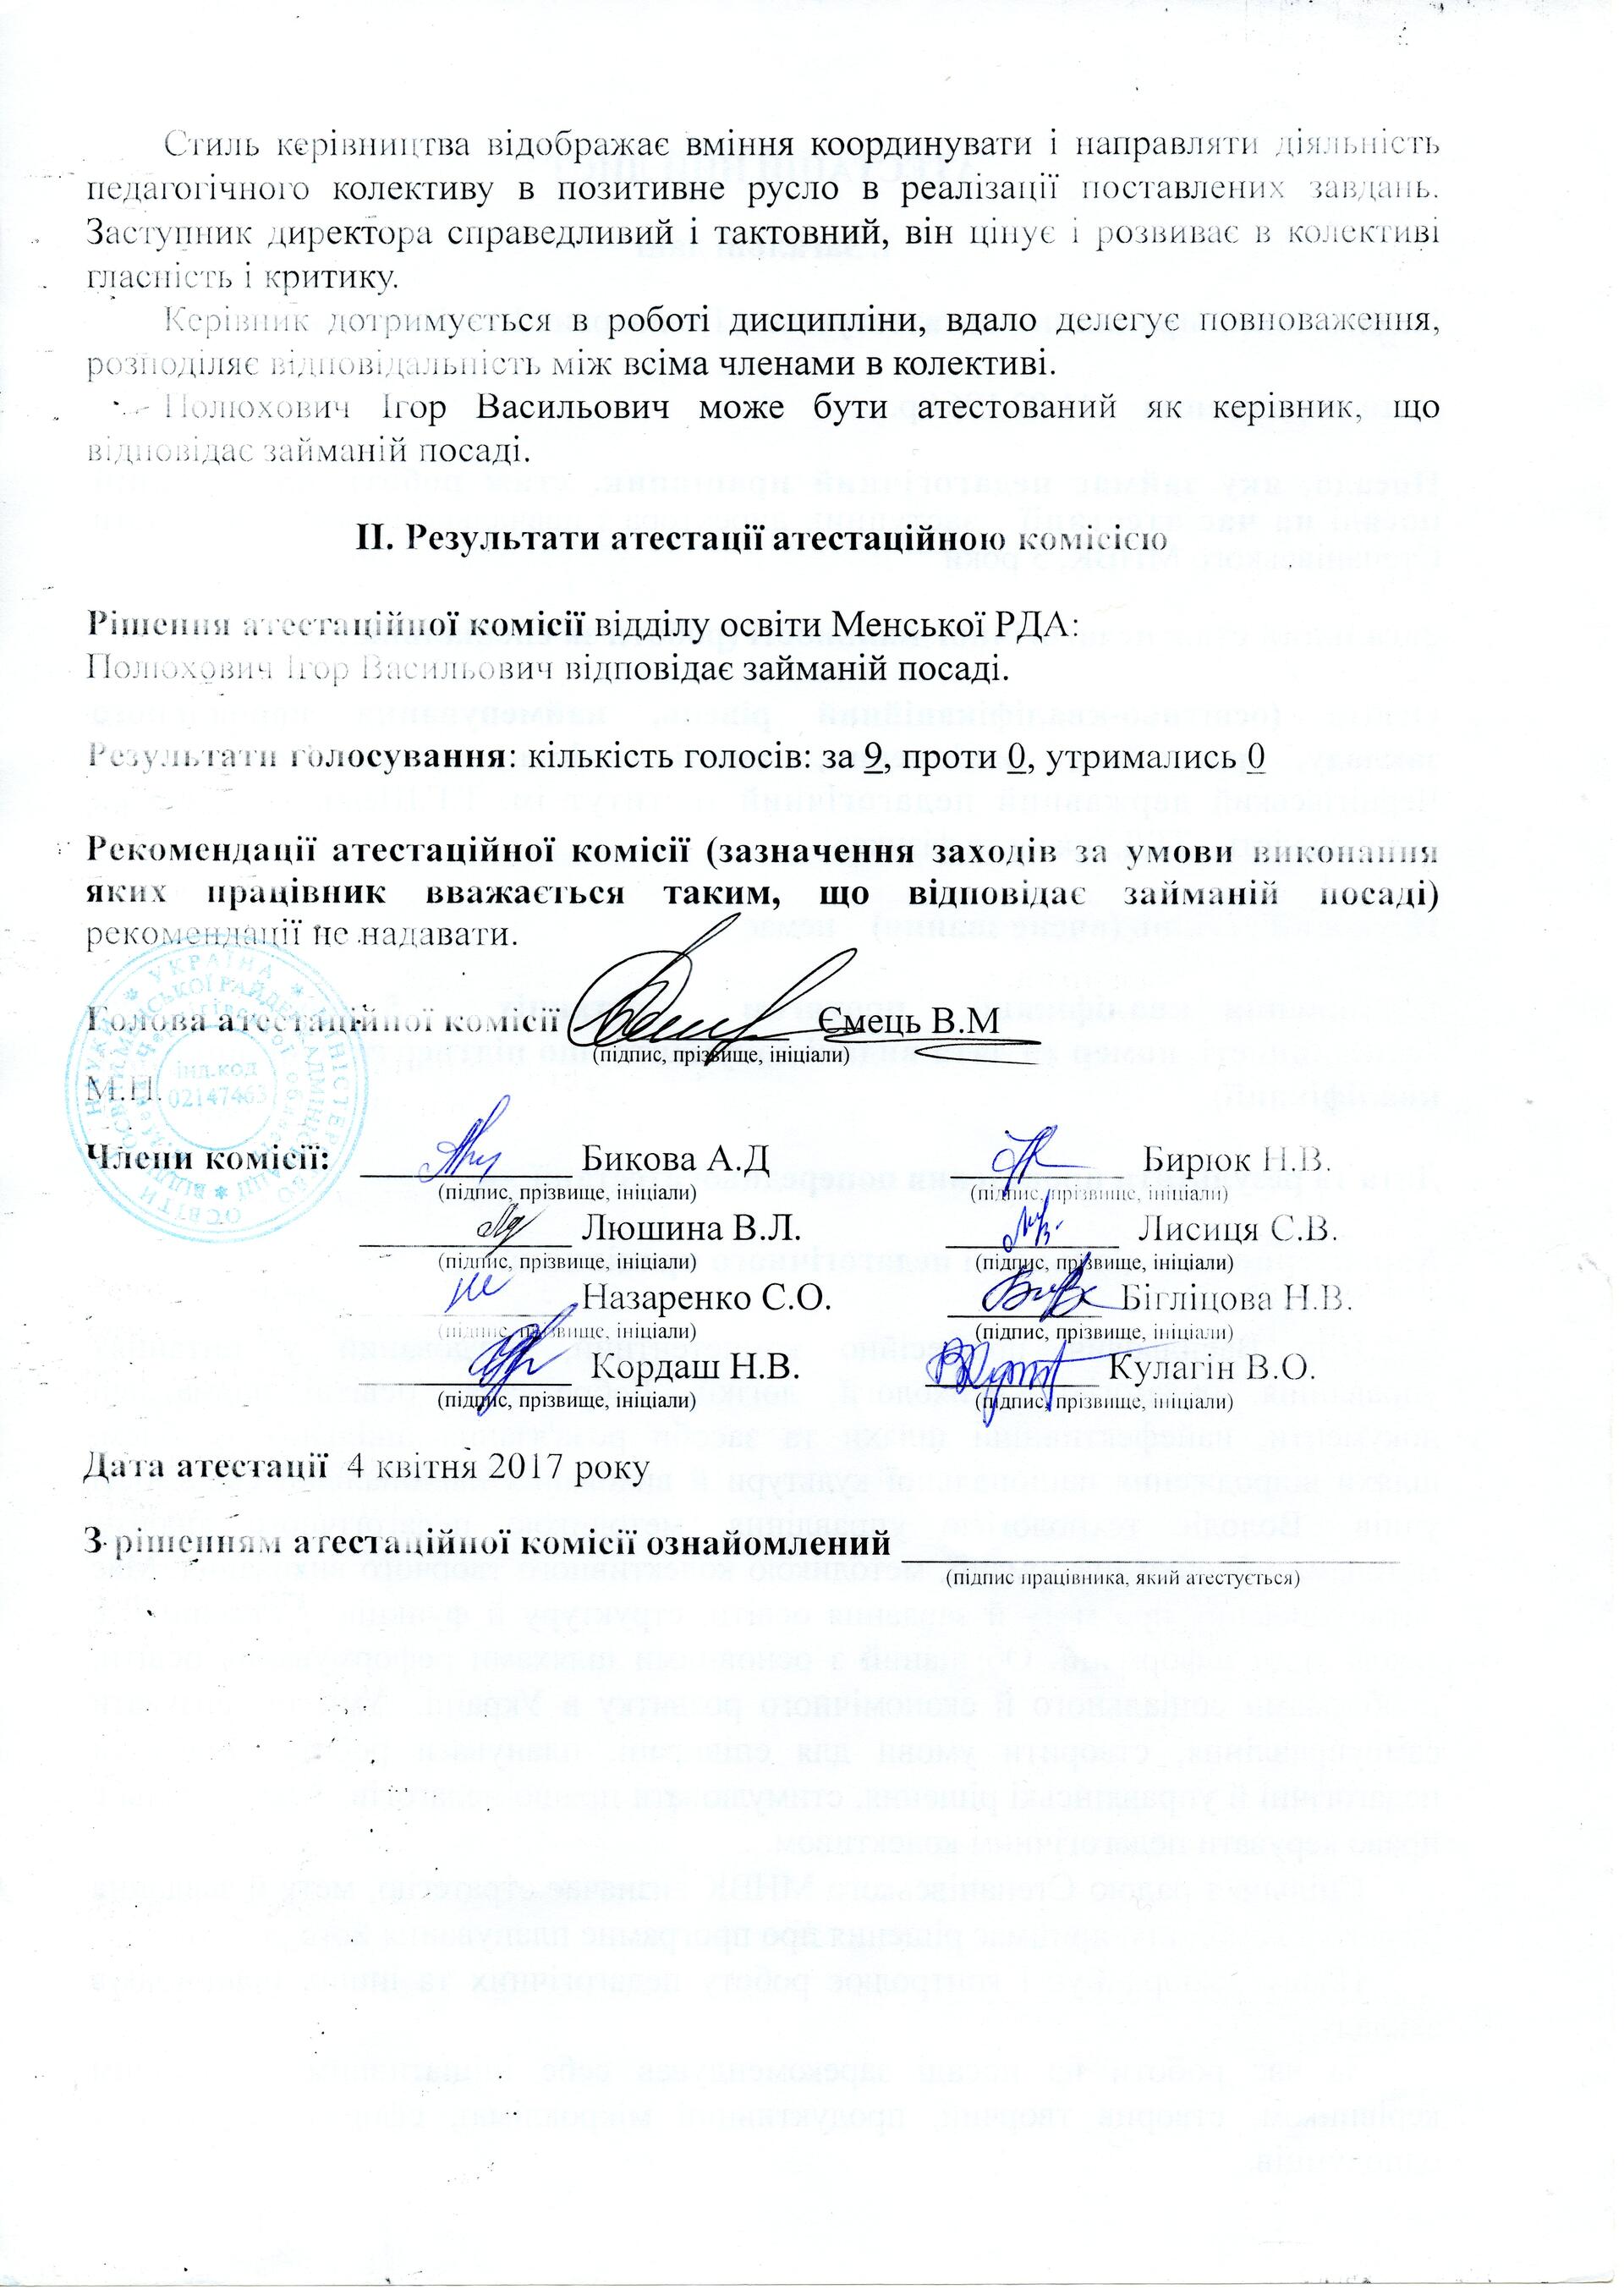 Стиль керівництва відображає вміння координувати і направляти діяльність
педагогічного колективу в позитивне русло в реалізації поставлених завдань.
Заступник директора справедливий і тактовний, він цінує і розвиває в колективі
гласність і критику.
Керівник дотримується в роботі дисципліни, вдало делегує повноваження,
розподіляє відповідальність між всіма членами в колективі.
Полюхович Ігор Васильович може бути атестований як керівник, що
відповідає займаній посаді.
ІІ. Результати атестації атестаційною комісією
Рішення атестаційної комісії відділу освіти Менської РДА:
Полюхович Ігор Васильович відповідає займаній посаді.
Результати голосування: кількість голосів: за 9, проти 0, утримались 0
Рекомендації атестаційної комісії (зазначення заходів за умови виконання
яких працівник вважається таким, що відповідає займаній посаді)
рекомендації не надавати.
Голова атестаційної комісії Ємець В.М
(підпис, прізвище, ініціали)
М.П.
інд.код
02147463
УКРАЇНА
Члени комісії: Бикова А.Д Бирюк Н.В.
(підпис, прізвище, ініціали) (підпис, прізвище, ініціали)
Люшина В.Л. Лисиця С.В.
(підпис, прізвище, ініціали) (підпис, прізвище, ініціали)
Назаренко С.О. Бігліцова Н.В.
(підпис, прізвище, ініціали) (підпис, прізвище, ініціали)
Кордаш Н.В. Кулагін В.О.
(підпис, прізвище, ініціали) (підпис, прізвище, ініціали)
Дата атестації 4 квітня 2017 року
З рішенням атестаційної комісії ознайомлений
(підпис працівника, який атестується)